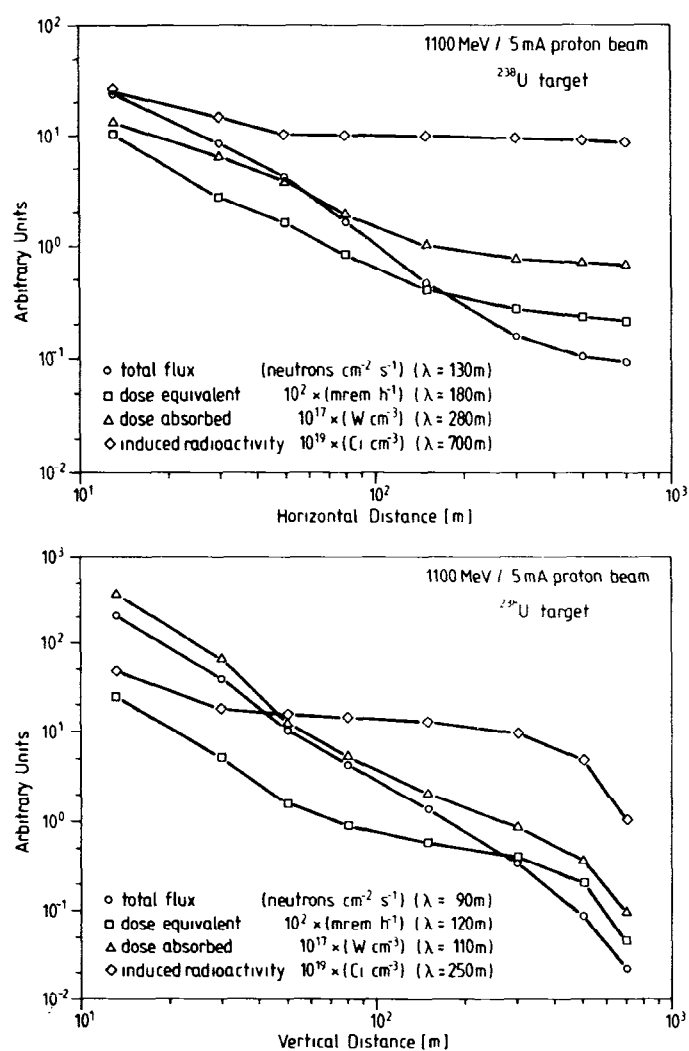 10²
10¹
10⁰
10⁻¹
10⁻²
Arbitrary Units
1100 MeV / 5mA proton beam
²³⁸U target
total flux (neutrons cm⁻² s⁻¹) (λ = 130m)
dose equivalent 10² × (mrem h⁻¹) (λ = 180m)
dose absorbed 10¹⁷ × (W cm⁻³) (λ = 280m)
induced radioactivity 10¹⁹ × (Ci cm⁻³) (λ = 700m)
10¹ 10² 10³
Horizontal Distance [m]
10³
10²
10¹
10⁰
10⁻¹
10⁻²
Arbitrary Units
1100 MeV / 5mA proton beam
U target
total flux (neutrons cm⁻² s⁻¹) (λ = 90m)
dose equivalent 10² × (mrem h⁻¹) (λ = 120m)
dose absorbed 10¹⁷ × (W cm⁻³) (λ = 110m)
induced radioactivity 10¹⁹ × (Ci cm⁻³) (λ = 250m)
10¹ 10² 10³
Vertical Distance [m]